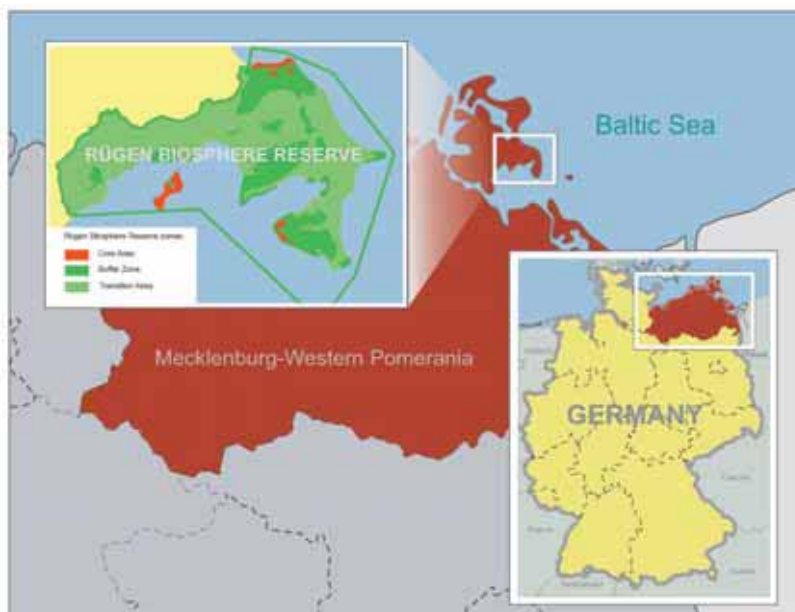 RÜGEN BIOSPHERE RESERVE
Rügen Biosphere Reserve zones:
Core Area
Buffer Zone
Transition Area
Baltic Sea
Mecklenburg-Western Pomerania
GERMANY